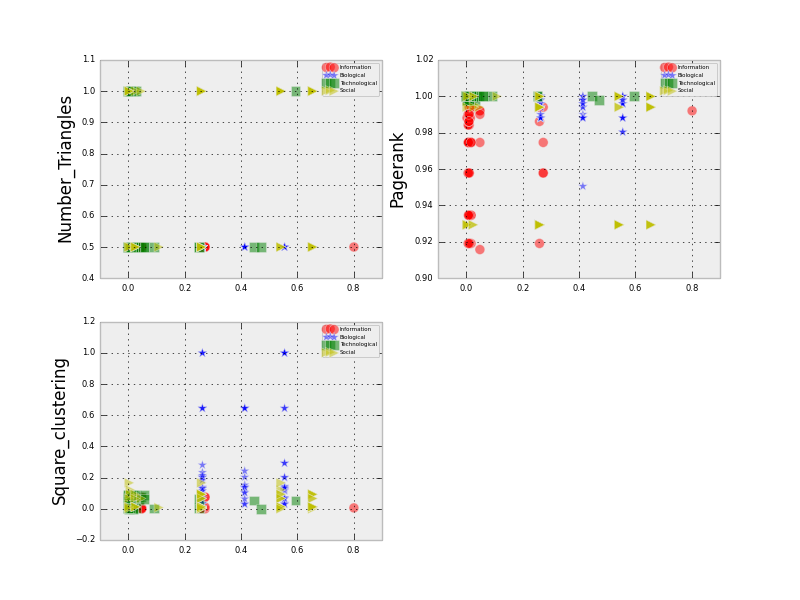 Number_Triangles
1.1
1.0
0.9
0.8
0.7
0.6
0.5
0.4
0.0 0.2 0.4 0.6 0.8
Information
Biological
Technological
Social
Pagerank
1.02
1.00
0.98
0.96
0.94
0.92
0.90
0.0 0.2 0.4 0.6 0.8
Information
Biological
Technological
Social
Square_clustering
1.2
1.0
0.8
0.6
0.4
0.2
0.0
−0.2
0.0 0.2 0.4 0.6 0.8
Information
Biological
Technological
Social